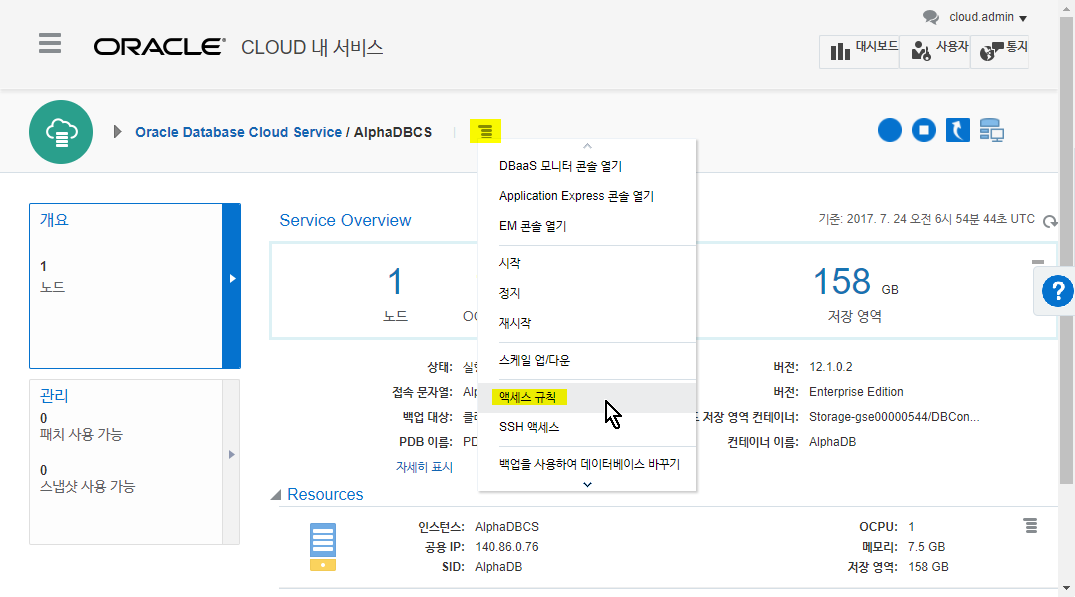 cloud.admin
ORACLE CLOUD 내 서비스
대시보드 사용자 통지
Oracle Database Cloud Service / AlphaDBCS
DBaaS 모니터 콘솔 열기
Application Express 콘솔 열기
EM 콘솔 열기
시작
정지
재시작
스케일 업/다운
액세스 규칙
SSH 액세스
백업을 사용하여 데이터베이스 바꾸기
개요
1
노드
관리
0
패치 사용 가능
0
스냅샷 사용 가능
Service Overview
기준: 2017. 7. 24 오전 6시 54분 44초 UTC
1
노드
158 GB
저장 영역
?
상태:
버전: 12.1.0.2
접속 문자열:
버전: Enterprise Edition
백업 대상:
저장 영역 컨테이너: Storage-gse00000544/DBCon...
PDB 이름: PD
컨테이너 이름: AlphaDB
자세히 표시
Resources
인스턴스: AlphaDBCS
OCPU: 1
공용 IP: 140.86.0.76
메모리: 7.5 GB
SID: AlphaDB
저장 영역: 158 GB